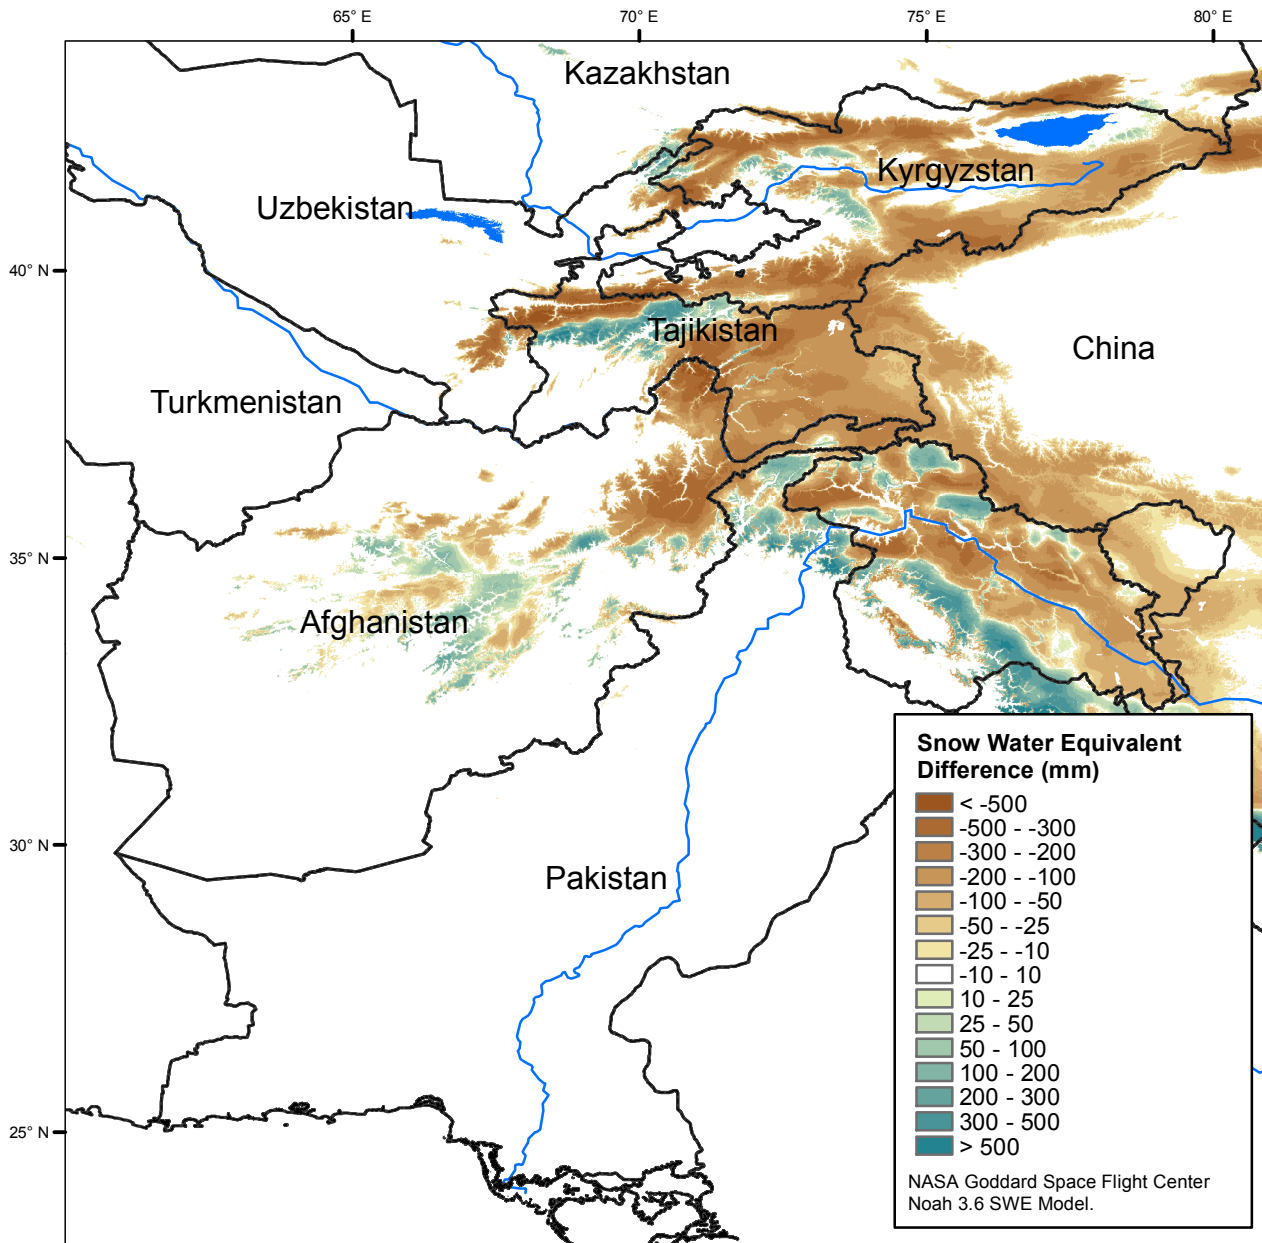 65° E
70° E
75° E
80° E
Kazakhstan
Kyrgyzstan
Uzbekistan
40° N
Tajikistan
China
Turkmenistan
35° N
Afghanistan
30° N
Pakistan
25° N
Snow Water Equivalent
Difference (mm)
< -500
-500 - -300
-300 - -200
-200 - -100
-100 - -50
-50 - -25
-25 - -10
-10 - 10
10 - 25
25 - 50
50 - 100
100 - 200
200 - 300
300 - 500
> 500
NASA Goddard Space Flight Center
Noah 3.6 SWE Model.